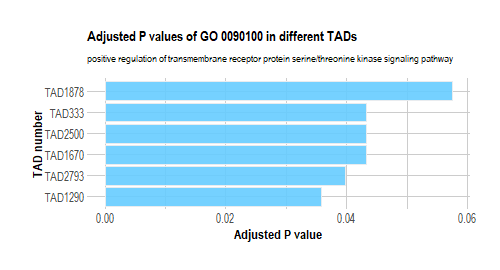 Adjusted P values of GO 0090100 in different TADs
positive regulation of transmembrane receptor protein serine/threonine kinase signaling pathway
TAD number
TAD1878
TAD333
TAD2500
TAD1670
TAD2793
TAD1290
0.00 0.02 0.04 0.06
Adjusted P value